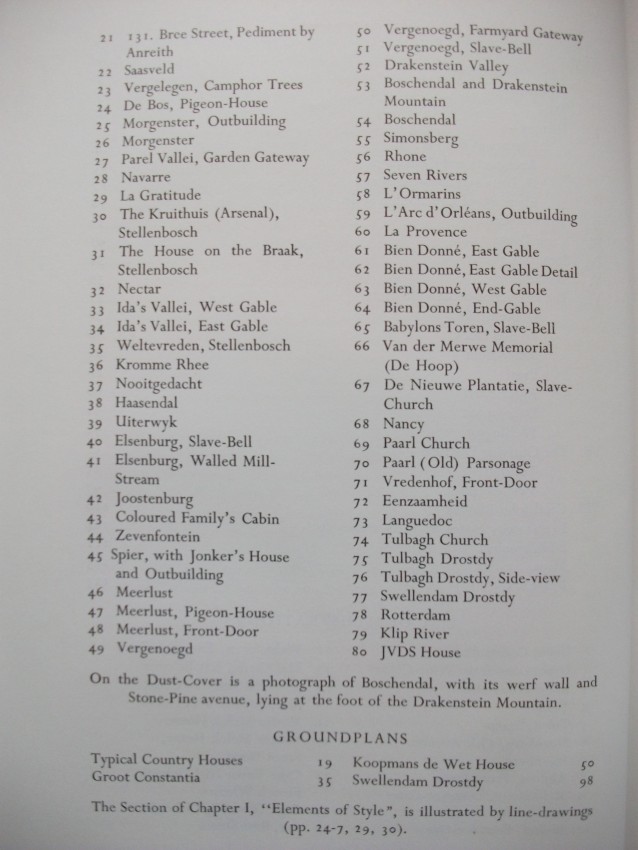 21 131. Bree Street, Pediment by
Anreith
22 Saasveld
23 Vergelegen, Camphor Trees
24 De Bos, Pigeon-House
25 Morgenster, Outbuilding
26 Morgenster
27 Parel Vallei, Garden Gateway
28 Navarre
29 La Gratitude
30 The Kruithuis (Arsenal),
Stellenbosch
31 The House on the Braak,
Stellenbosch
32 Nectar
33 Ida's Vallei, West Gable
34 Ida's Vallei, East Gable
35 Weltevreden, Stellenbosch
36 Kromme Rhee
37 Nooitgedacht
38 Haasendal
39 Uiterwyk
40 Elsenburg, Slave-Bell
41 Elsenburg, Walled Mill-
Stream
42 Joostenburg
43 Coloured Family's Cabin
44 Zevenfontein
45 Spier, with Jonker's House
and Outbuilding
46 Meerlust
47 Meerlust, Pigeon-House
48 Meerlust, Front-Door
49 Vergenoegd
50 Vergenoegd, Farmyard Gateway
51 Vergenoegd, Slave-Bell
52 Drakenstein Valley
53 Boschendal and Drakenstein
Mountain
54 Boschendal
55 Simonsberg
56 Rhone
57 Seven Rivers
58 L'Ormarins
59 L'Arc d'Orléans, Outbuilding
60 La Provence
61 Bien Donné, East Gable
62 Bien Donné, East Gable Detail
63 Bien Donné, West Gable
64 Bien Donné, End-Gable
65 Babylons Toren, Slave-Bell
66 Van der Merwe Memorial
(De Hoop)
67 De Nieuwe Plantatie, Slave-
Church
68 Nancy
69 Paarl Church
70 Paarl (Old) Parsonage
71 Vredenhof, Front-Door
72 Eenzaamheid
73 Languedoc
74 Tulbagh Church
75 Tulbagh Drostdy
76 Tulbagh Drostdy, Side-view
77 Swellendam Drostdy
78 Rotterdam
79 Klip River
80 JVDS House
On the Dust-Cover is a photograph of Boschendal, with its werf wall and
Stone-Pine avenue, lying at the foot of the Drakenstein Mountain.
GROUNDPLANS
Typical Country Houses 19 Koopmans de Wet House 50
Groot Constantia 35 Swellendam Drostdy 98
The Section of Chapter I, "Elements of Style", is illustrated by line-drawings
(pp. 24-7, 29, 30).